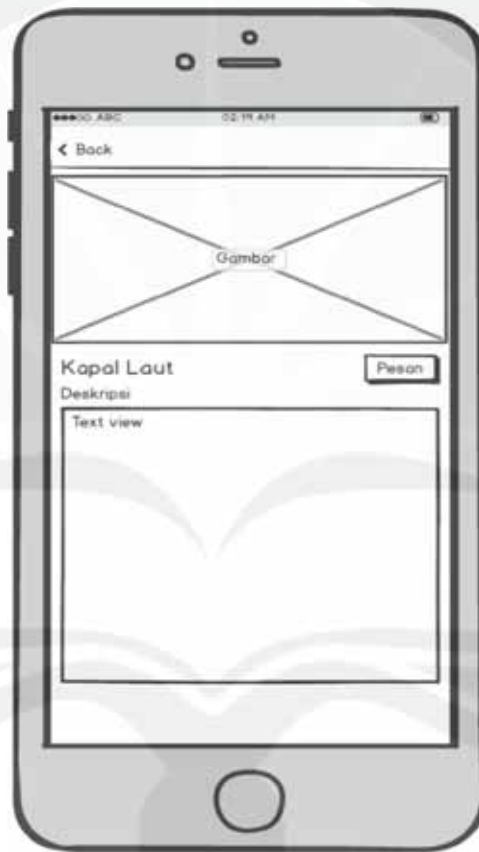 ABC 02:19 AM
< Back
Gambar
Kapal Laut Pesan
Deskripsi
Text view